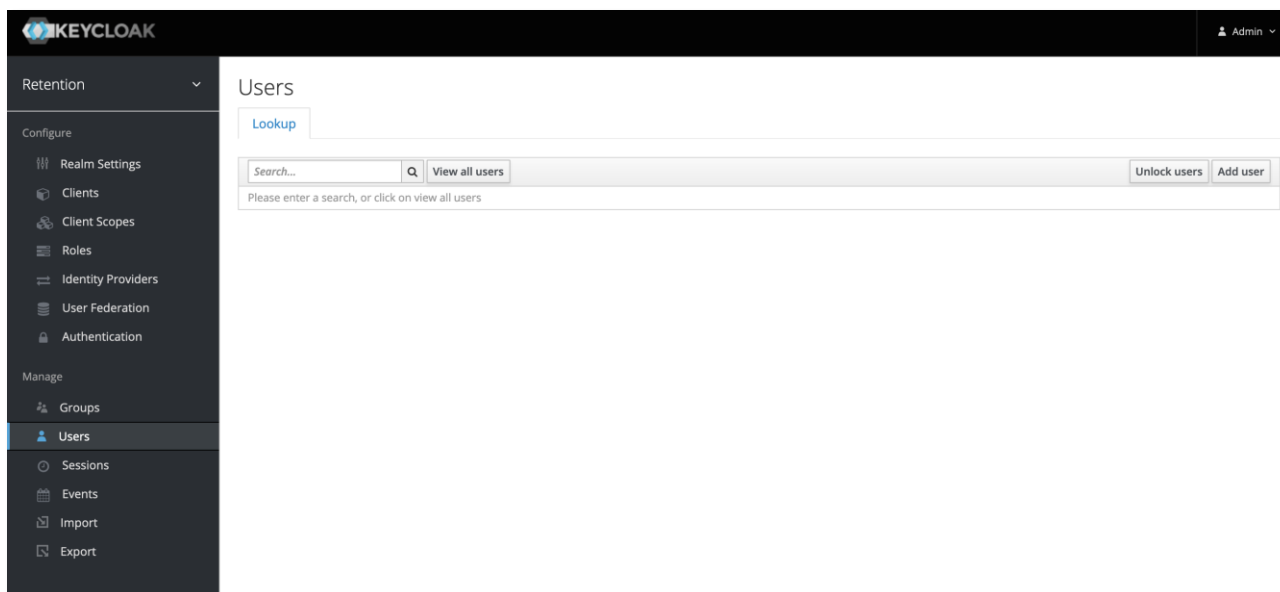 KEYCLOAK
Admin
Retention
Configure
Realm Settings
Clients
Client Scopes
Roles
Identity Providers
User Federation
Authentication
Manage
Groups
Users
Sessions
Events
Import
Export
Users
Lookup
Search... View all users Unlock users Add user
Please enter a search, or click on view all users